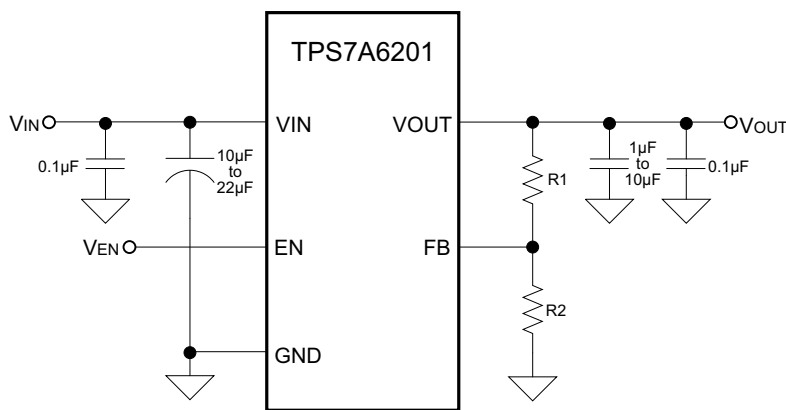 TPS7A6201
VIN
VIN
VOUT
VOUT
0.1µF
10µF
to
22µF
R1
1µF
to
10µF
0.1µF
VEN
EN
FB
R2
GND